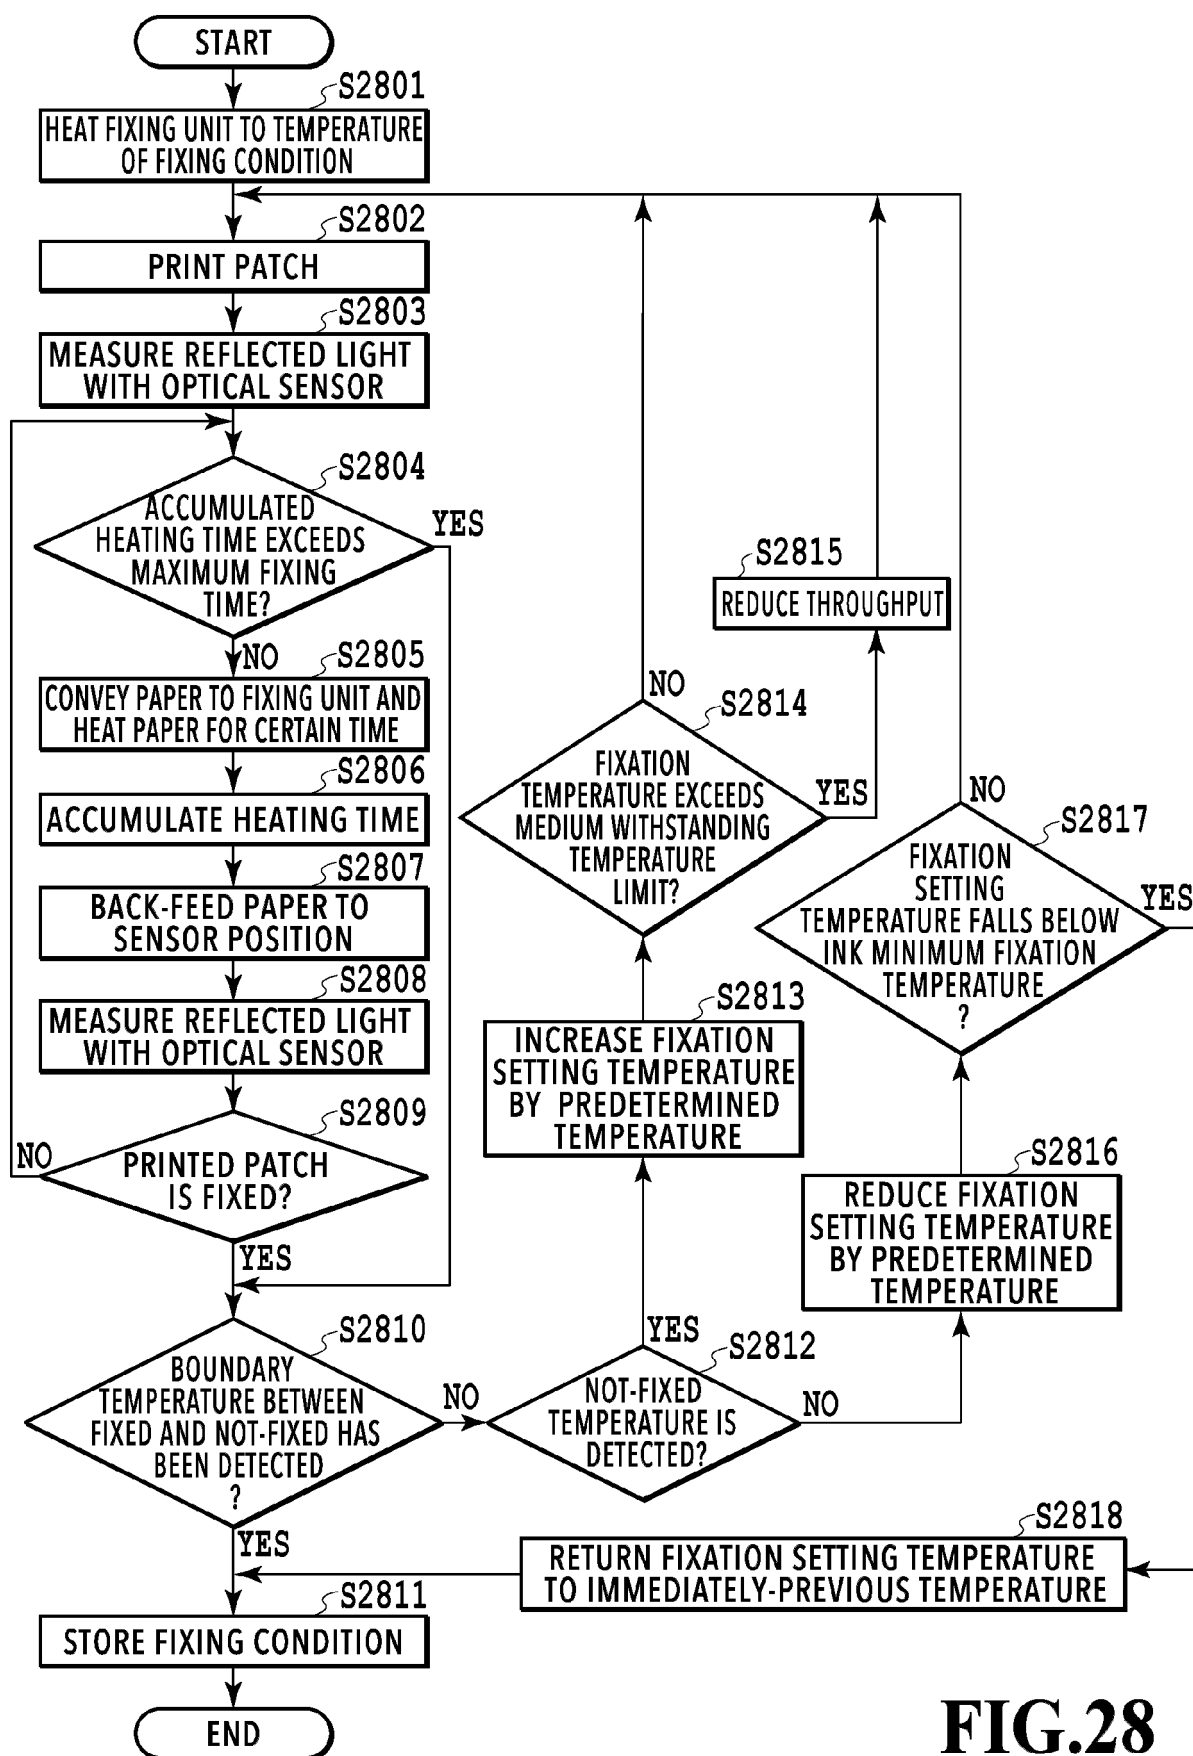 START
S2801
HEAT FIXING UNIT TO TEMPERATURE
OF FIXING CONDITION
S2802
PRINT PATCH
S2803
MEASURE REFLECTED LIGHT
WITH OPTICAL SENSOR
S2804
ACCUMULATED
HEATING TIME EXCEEDS
MAXIMUM FIXING
TIME?
YES
NO
S2805
CONVEY PAPER TO FIXING UNIT AND
HEAT PAPER FOR CERTAIN TIME
S2806
ACCUMULATE HEATING TIME
S2807
BACK-FEED PAPER TO
SENSOR POSITION
S2808
MEASURE REFLECTED LIGHT
WITH OPTICAL SENSOR
S2809
PRINTED PATCH
IS FIXED?
NO
YES
S2810
BOUNDARY
TEMPERATURE BETWEEN
FIXED AND NOT-FIXED HAS
BEEN DETECTED
?
NO
YES
S2811
STORE FIXING CONDITION
END
S2812
NOT-FIXED
TEMPERATURE IS
DETECTED?
YES
NO
S2813
INCREASE FIXATION
SETTING TEMPERATURE
BY PREDETERMINED
TEMPERATURE
S2814
FIXATION
TEMPERATURE EXCEEDS
MEDIUM WITHSTANDING
TEMPERATURE
LIMIT?
NO
YES
S2815
REDUCE THROUGHPUT
S2816
REDUCE FIXATION
SETTING TEMPERATURE
BY PREDETERMINED
TEMPERATURE
S2817
FIXATION
SETTING
TEMPERATURE FALLS BELOW
INK MINIMUM FIXATION
TEMPERATURE
?
NO
YES
S2818
RETURN FIXATION SETTING TEMPERATURE
TO IMMEDIATELY-PREVIOUS TEMPERATURE
FIG.28